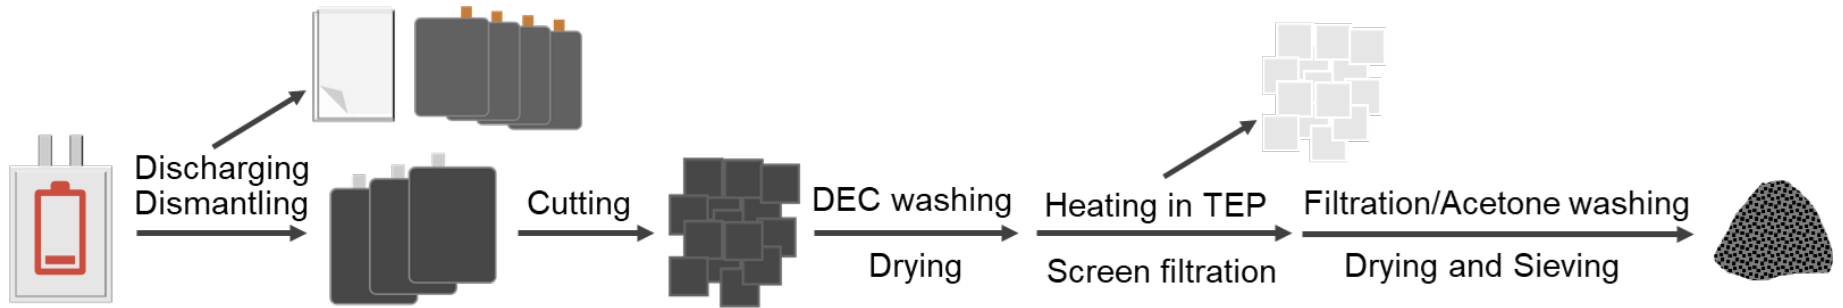 Discharging
Dismantling
Cutting
DEC washing
Drying
Heating in TEP
Screen filtration
Filtration/Acetone washing
Drying and Sieving